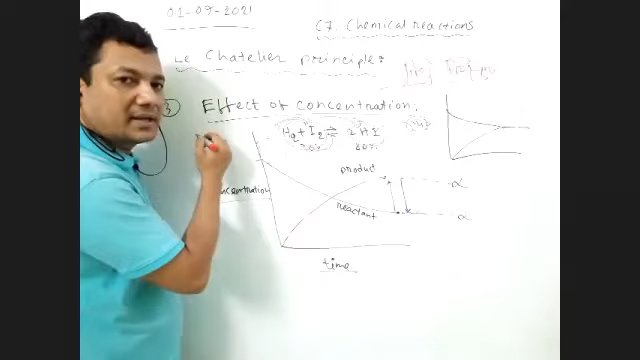 01-09-2021
C7. Chemical reactions
Le Chatelier principle:
③ Effect of concentration.
H₂ + I₂ ⇌ 2HI
20% 80%
product
concentration
reactant
α
α
time